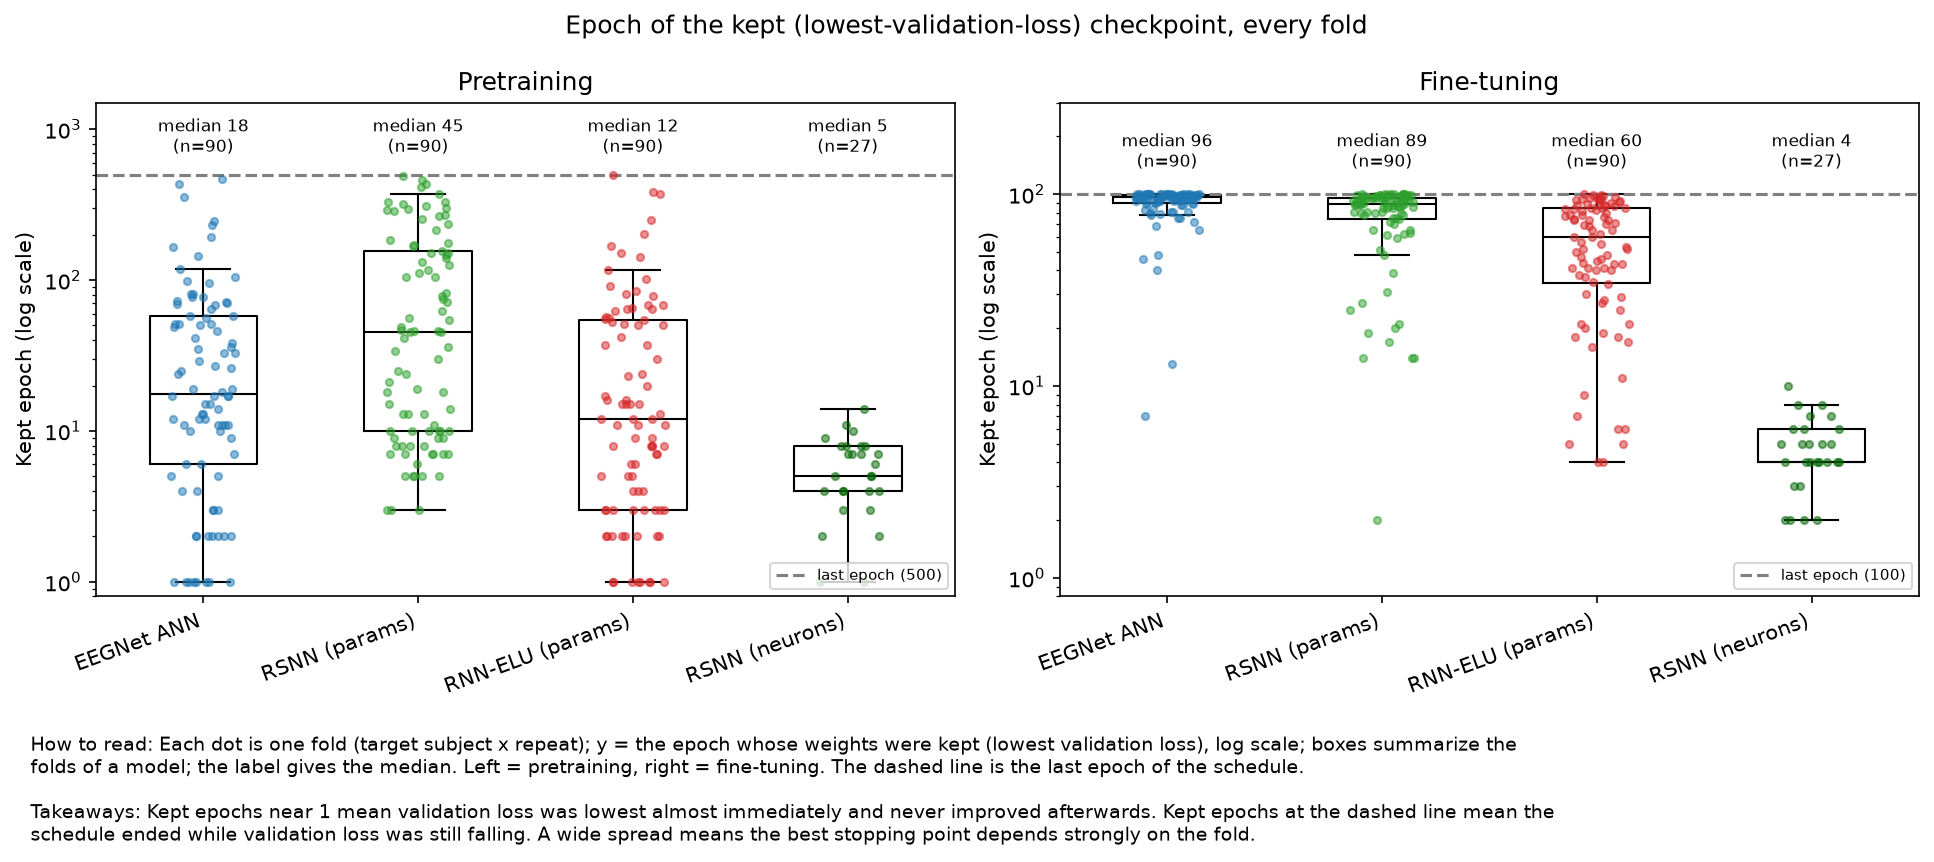 Epoch of the kept (lowest-validation-loss) checkpoint, every fold
Pretraining
Kept epoch (log scale)
10³
10²
10¹
10⁰
median 18
(n=90)
median 45
(n=90)
median 12
(n=90)
median 5
(n=27)
last epoch (500)
EEGNet ANN
RSNN (params)
RNN-ELU (params)
RSNN (neurons)
Fine-tuning
Kept epoch (log scale)
10²
10¹
10⁰
median 96
(n=90)
median 89
(n=90)
median 60
(n=90)
median 4
(n=27)
last epoch (100)
EEGNet ANN
RSNN (params)
RNN-ELU (params)
RSNN (neurons)
How to read: Each dot is one fold (target subject x repeat); y = the epoch whose weights were kept (lowest validation loss), log scale; boxes summarize the
folds of a model; the label gives the median. Left = pretraining, right = fine-tuning. The dashed line is the last epoch of the schedule.
Takeaways: Kept epochs near 1 mean validation loss was lowest almost immediately and never improved afterwards. Kept epochs at the dashed line mean the
schedule ended while validation loss was still falling. A wide spread means the best stopping point depends strongly on the fold.